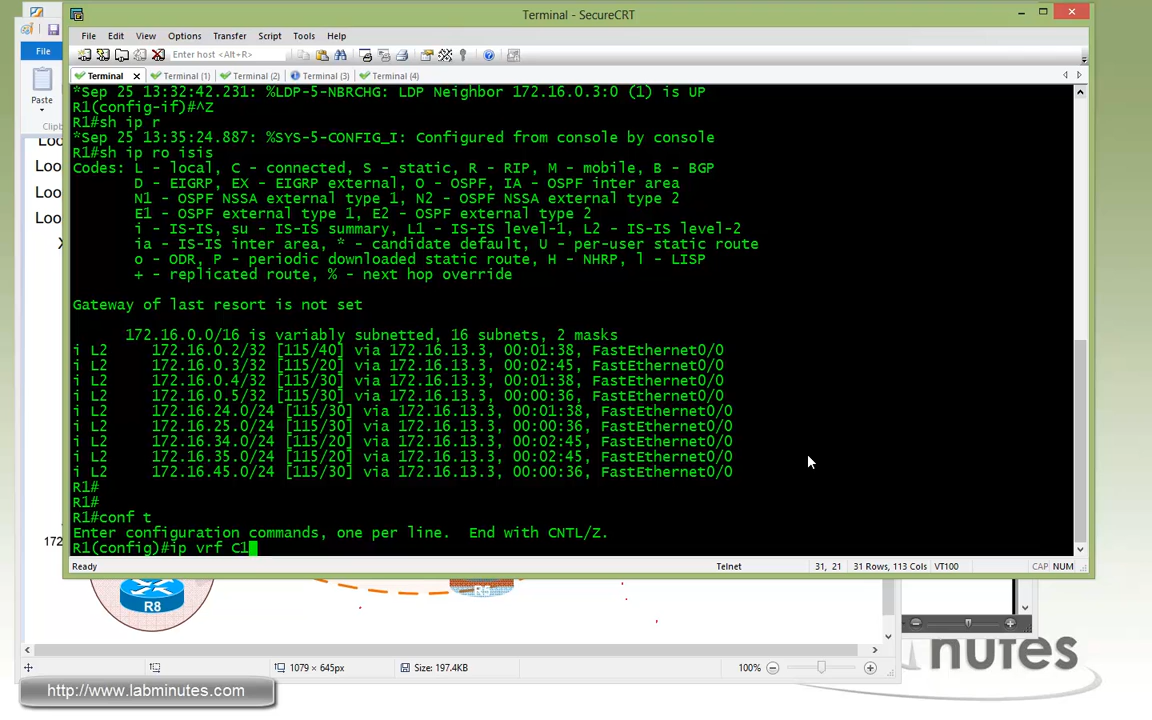 Terminal - SecureCRT
File Edit View Options Transfer Script Tools Help
Enter host <Alt+R>
File
Paste
Clipb
Terminal Terminal (1) Terminal (2) Terminal (3) Terminal (4)
*Sep 25 13:32:42.231: %LDP-5-NBRCHG: LDP Neighbor 172.16.0.3:0 (1) is UP
R1(config-if)#^Z
R1#sh ip r
*Sep 25 13:35:24.887: %SYS-5-CONFIG_I: Configured from console by console
R1#sh ip ro isis
Codes: L - local, C - connected, S - static, R - RIP, M - mobile, B - BGP
D - EIGRP, EX - EIGRP external, O - OSPF, IA - OSPF inter area
N1 - OSPF NSSA external type 1, N2 - OSPF NSSA external type 2
E1 - OSPF external type 1, E2 - OSPF external type 2
i - IS-IS, su - IS-IS summary, L1 - IS-IS level-1, L2 - IS-IS level-2
ia - IS-IS inter area, * - candidate default, U - per-user static route
o - ODR, P - periodic downloaded static route, H - NHRP, l - LISP
+ - replicated route, % - next hop override
Gateway of last resort is not set
172.16.0.0/16 is variably subnetted, 16 subnets, 2 masks
i L2 172.16.0.2/32 [115/40] via 172.16.13.3, 00:01:38, FastEthernet0/0
i L2 172.16.0.3/32 [115/20] via 172.16.13.3, 00:02:45, FastEthernet0/0
i L2 172.16.0.4/32 [115/30] via 172.16.13.3, 00:01:38, FastEthernet0/0
i L2 172.16.0.5/32 [115/30] via 172.16.13.3, 00:00:36, FastEthernet0/0
i L2 172.16.24.0/24 [115/30] via 172.16.13.3, 00:01:38, FastEthernet0/0
i L2 172.16.25.0/24 [115/30] via 172.16.13.3, 00:00:36, FastEthernet0/0
i L2 172.16.34.0/24 [115/20] via 172.16.13.3, 00:02:45, FastEthernet0/0
i L2 172.16.35.0/24 [115/20] via 172.16.13.3, 00:02:45, FastEthernet0/0
i L2 172.16.45.0/24 [115/30] via 172.16.13.3, 00:00:36, FastEthernet0/0
R1#
R1#
R1#conf t
Enter configuration commands, one per line. End with CNTL/Z.
R1(config)#ip vrf C1
Ready Telnet 31, 21 31 Rows, 113 Cols VT100 CAP NUM
Loo
Loo
Loo
X
172
R8
1079 × 645px Size: 197.4KB 100%
nutes
http://www.labminutes.com